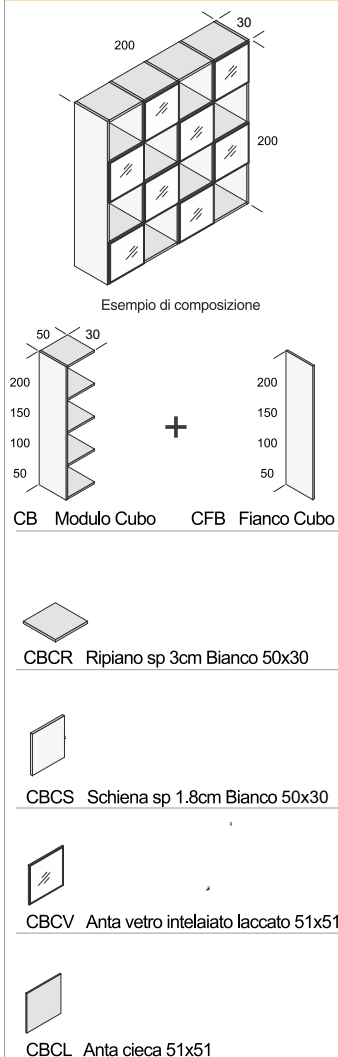 30
200
200
Esempio di composizione
50 30
200
150
100
50
+
200
150
100
50
CB Modulo Cubo CFB Fianco Cubo
CBCR Ripiano sp 3cm Bianco 50x30
CBCS Schiena sp 1.8cm Bianco 50x30
CBCV Anta vetro intelaiato laccato 51x51
CBCL Anta cieca 51x51